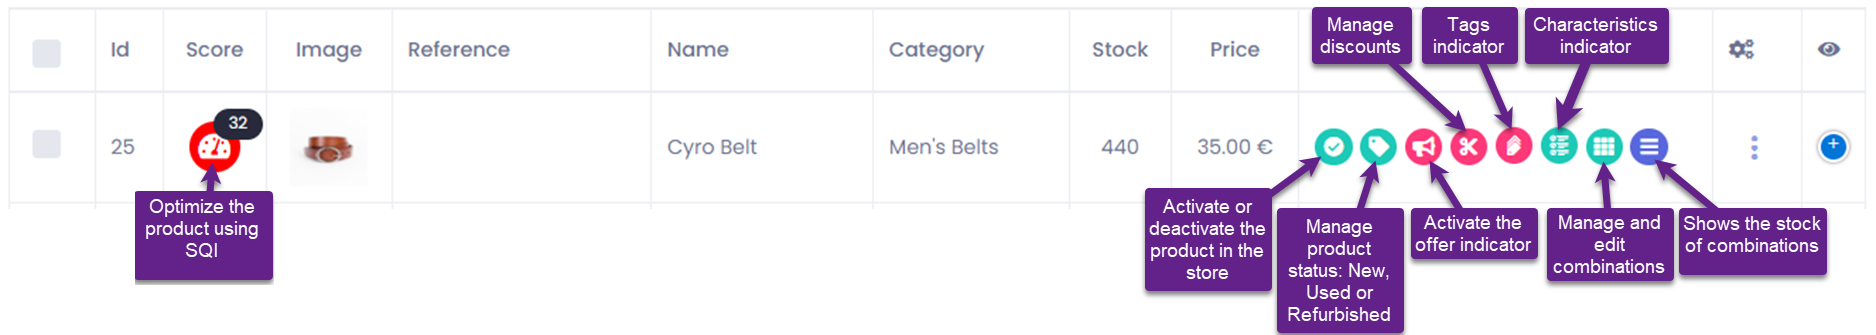 Manage
discounts
Tags
indicator
Characteristics
indicator
Id
Score
Image
Reference
Name
Category
Stock
Price
25
32
Cyro Belt
Men's Belts
440
35.00 €
Optimize the
product using
SQI
Activate or
deactivate the
product in the
store
Manage
product
status: New,
Used or
Refurbished
Activate the
offer indicator
Manage and
edit
combinations
Shows the stock
of combinations